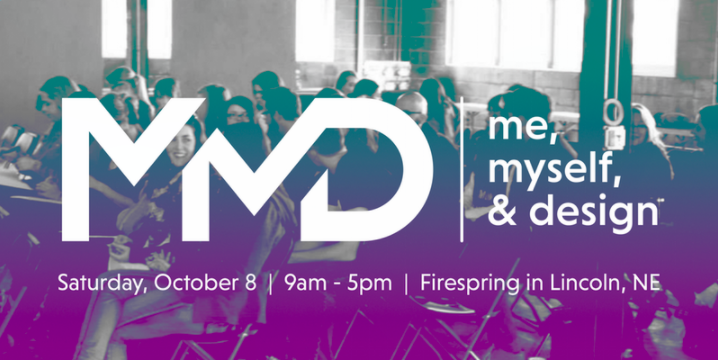 MMD
me,
myself,
& design
Saturday, October 8 | 9am - 5pm | Firespring in Lincoln, NE